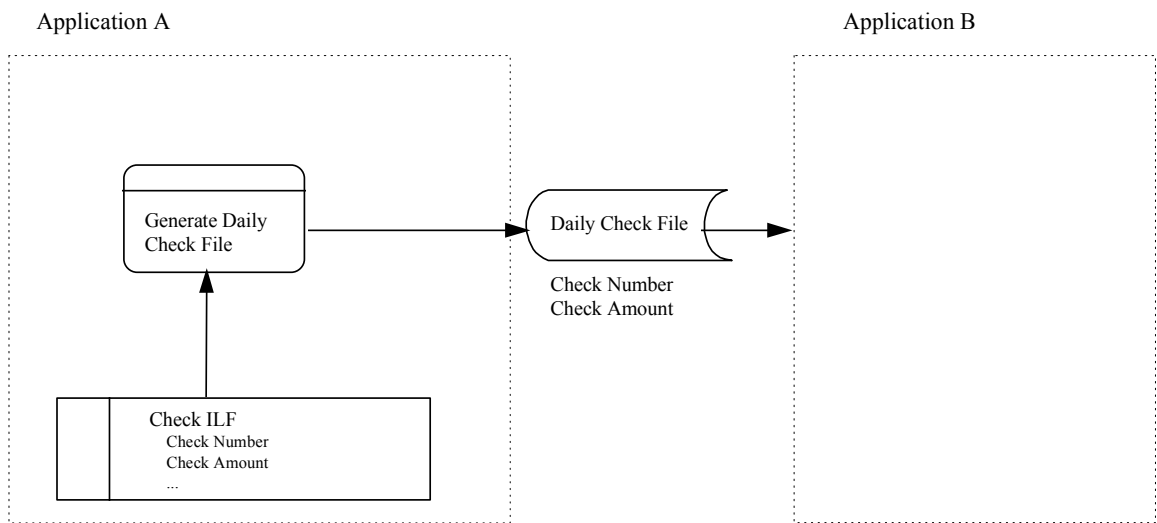 Application A
Application B
Generate Daily
Check File
Daily Check File
Check Number
Check Amount
Check ILF
Check Number
Check Amount
...